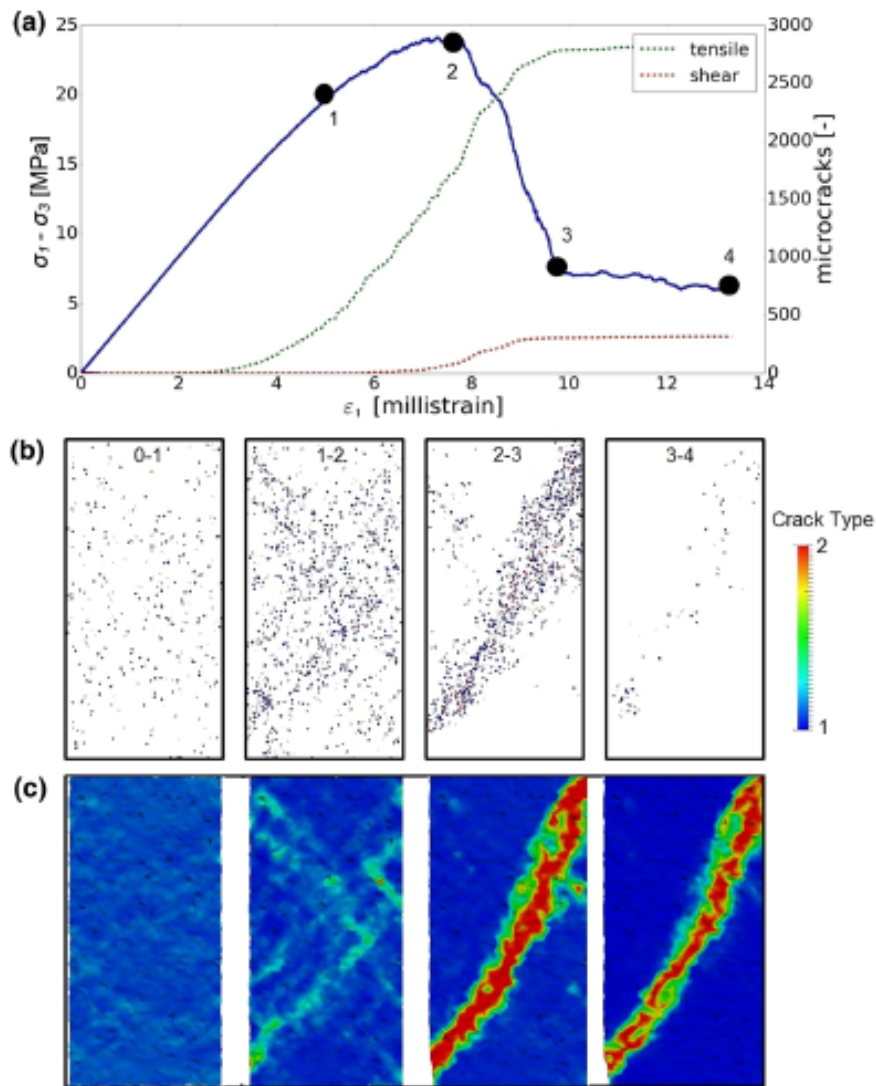 (a)
25
20
15
10
5
0
σ₁ - σ₃ [MPa]
3000
2500
2000
1500
1000
500
0
microcracks [-]
tensile
shear
1
2
3
4
0 2 4 6 8 10 12 14
ε₁ [millistrain]
(b)
0-1 1-2 2-3 3-4
Crack Type
2
1
(c)